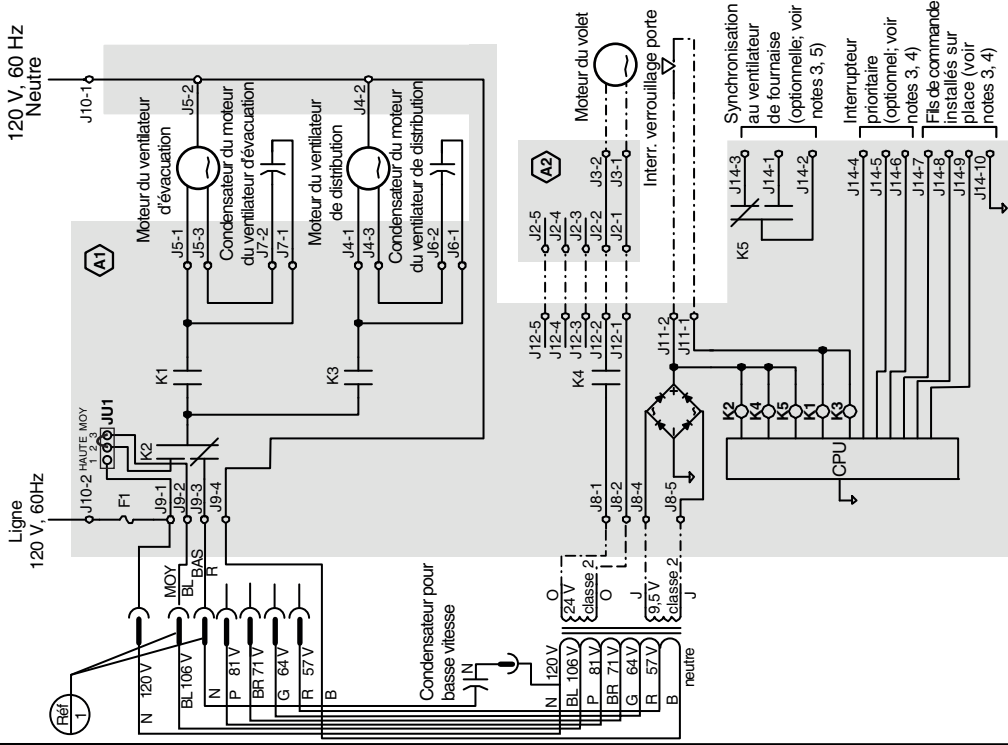 Ligne
120 V, 60Hz
120 V, 60 Hz
Neutre
J10-2
F1
HAUTE MOY
1 2 3
JU1
J10-1
A1
K2
K1
K3
J9-1
J9-2
J9-3
J9-4
Moteur du ventilateur
d'évacuation
J5-1
J5-3
J5-2
Condensateur du moteur
du ventilateur d'évacuation
J7-2
J7-1
Moteur du ventilateur
de distribution
J4-1
J4-3
J4-2
Condensateur du moteur
du ventilateur de distribution
J6-2
J6-1
Réf
1
N 120 V
BL 106 V
N
P 81 V
BR 71 V
G 64 V
R 57 V
B
MOY
BL
BAS
R
Condensateur pour
basse vitesse
N
N 120 V
BL 106 V
P 81 V
BR 71 V
G 64 V
R 57 V
B
neutre
O
24 V
classe 2
O
J
9,5 V
classe 2
J
J8-1
J8-2
J8-4
J8-5
K4
J12-5
J12-4
J12-3
J12-2
J12-1
J11-2
J11-1
A2
J2-5
J2-4
J2-3
J2-2
J2-1
J3-2
J3-1
Moteur du volet
Interr. verrouillage porte
K2
K4
K5
K1
K3
CPU
K5
J14-3
J14-1
J14-2
Synchronisation
au ventilateur
de fournaise
(optionnelle; voir
notes 3, 5)
J14-4
J14-5
J14-6
Interrupteur
prioritaire
(optionnel; voir
notes 3, 4)
J14-7
J14-8
J14-9
J14-10
Fils de commande
installés sur
place (voir
notes 3, 4)